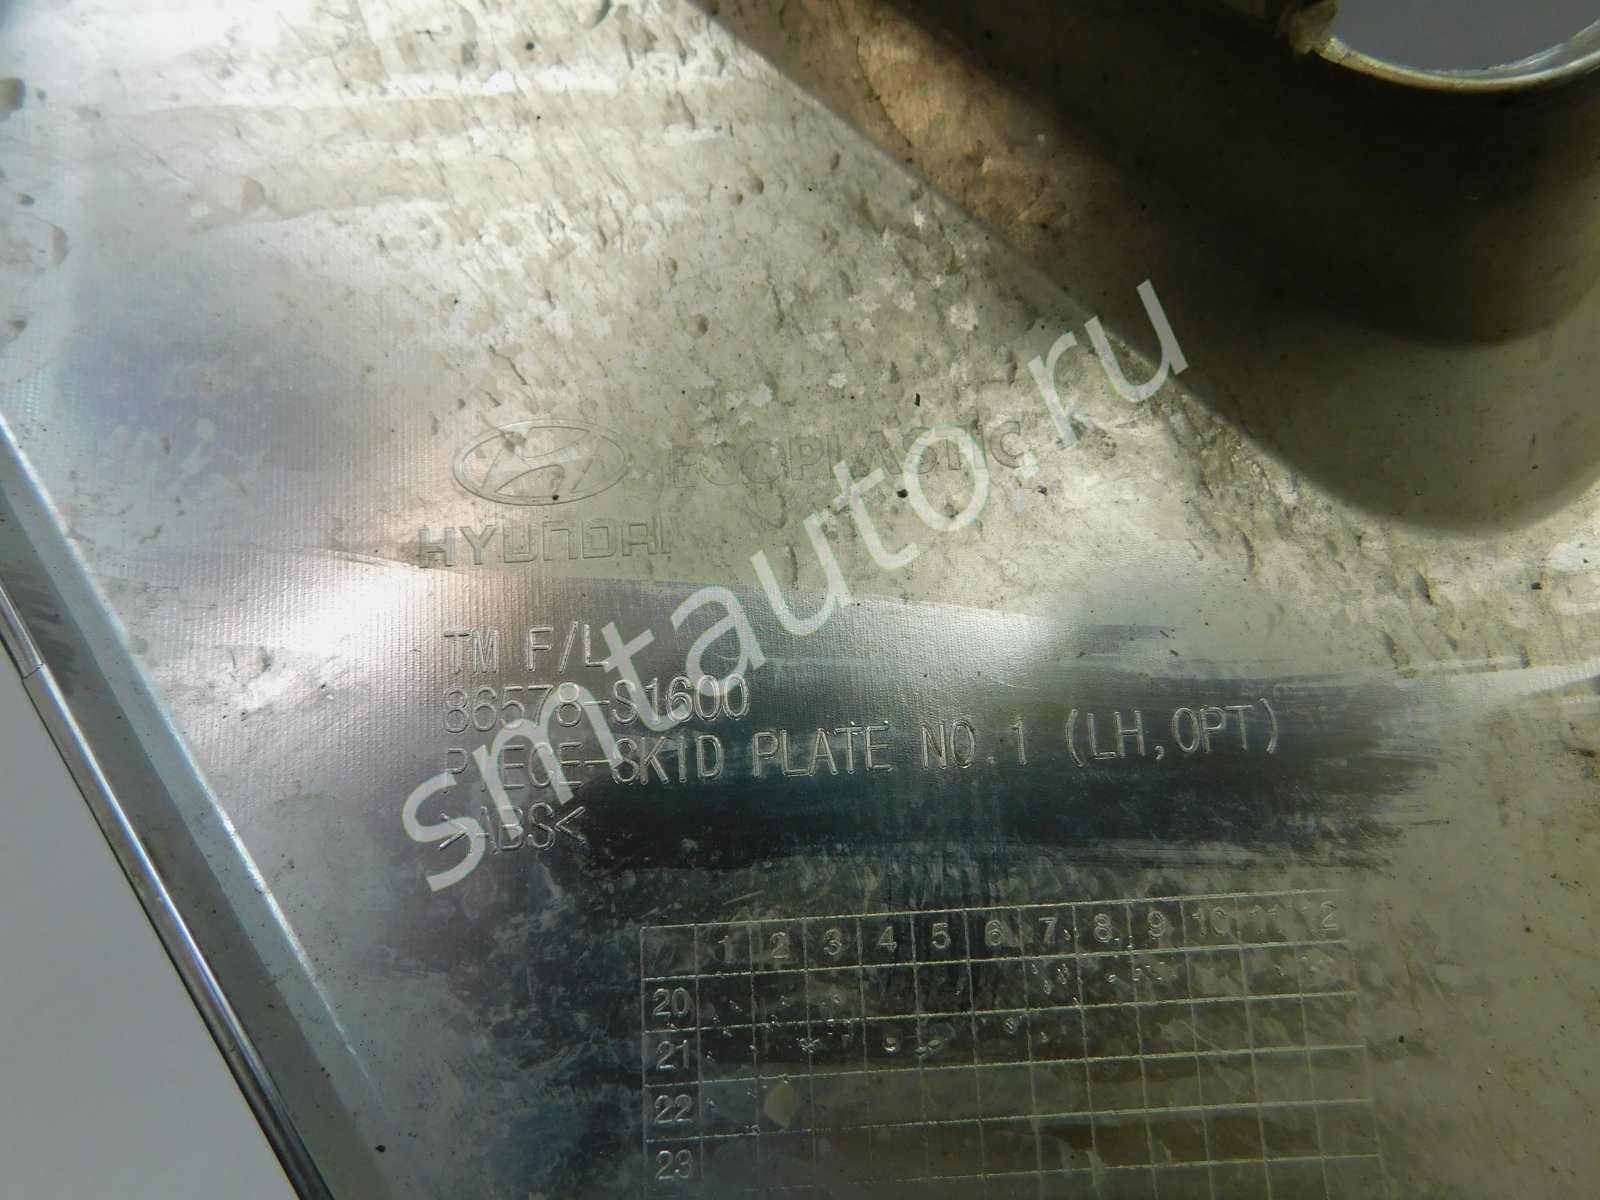 HYUNDAI ECOPLASTIC
TM F/L
86578-S1600
PIECE-SKID PLATE NO.1 (LH,OPT)
>ABS<
1 2 3 4 5 6 7 8 9 10 11 12
20
21
22
23
smtauto.ru